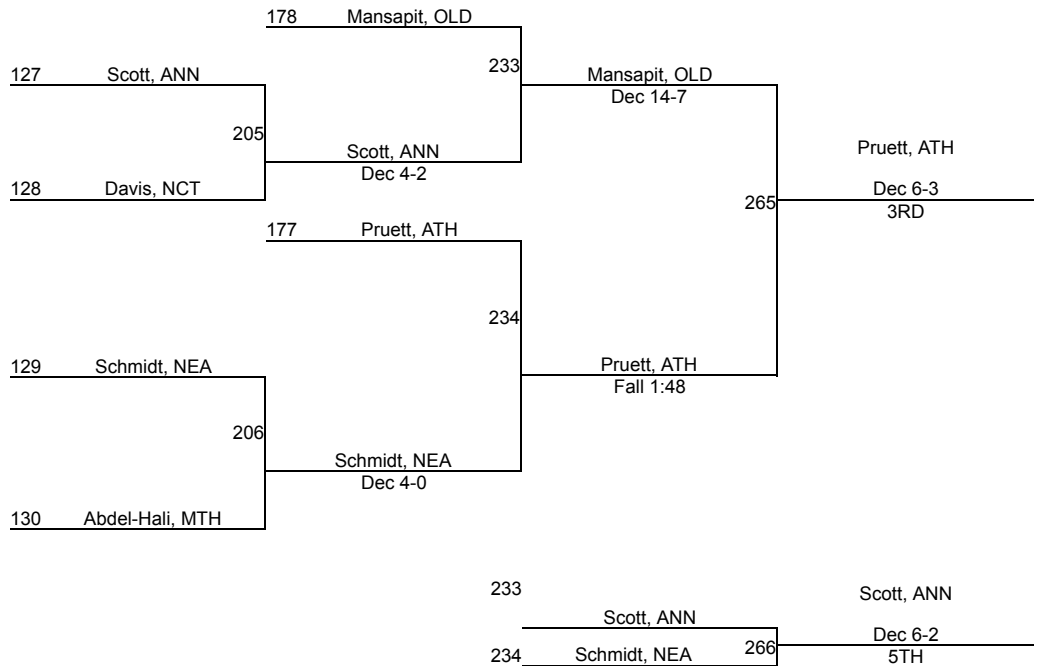 178 Mansapit, OLD
127 Scott, ANN
233
Mansapit, OLD
Dec 14-7
205
Scott, ANN
Dec 4-2
Pruett, ATH
128 Davis, NCT
265
Dec 6-3
3RD
177 Pruett, ATH
234
129 Schmidt, NEA
Pruett, ATH
Fall 1:48
206
Schmidt, NEA
Dec 4-0
130 Abdel-Hali, MTH
233
Scott, ANN
Scott, ANN
234 Schmidt, NEA
266
Dec 6-2
5TH